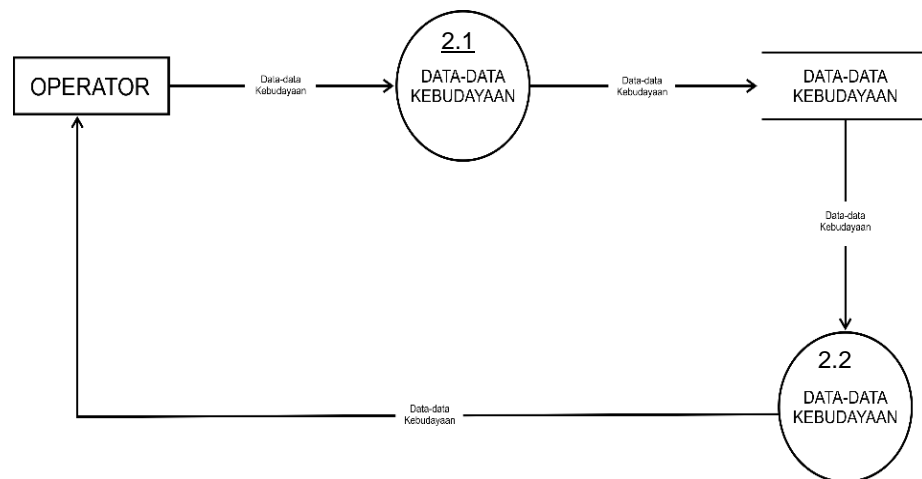 2.1
OPERATOR
Data-data
Kebudayaan
DATA-DATA
KEBUDAYAAN
Data-data
Kebudayaan
DATA-DATA
KEBUDAYAAN
Data-data
Kebudayaan
2.2
DATA-DATA
KEBUDAYAAN
Data-data
Kebudayaan